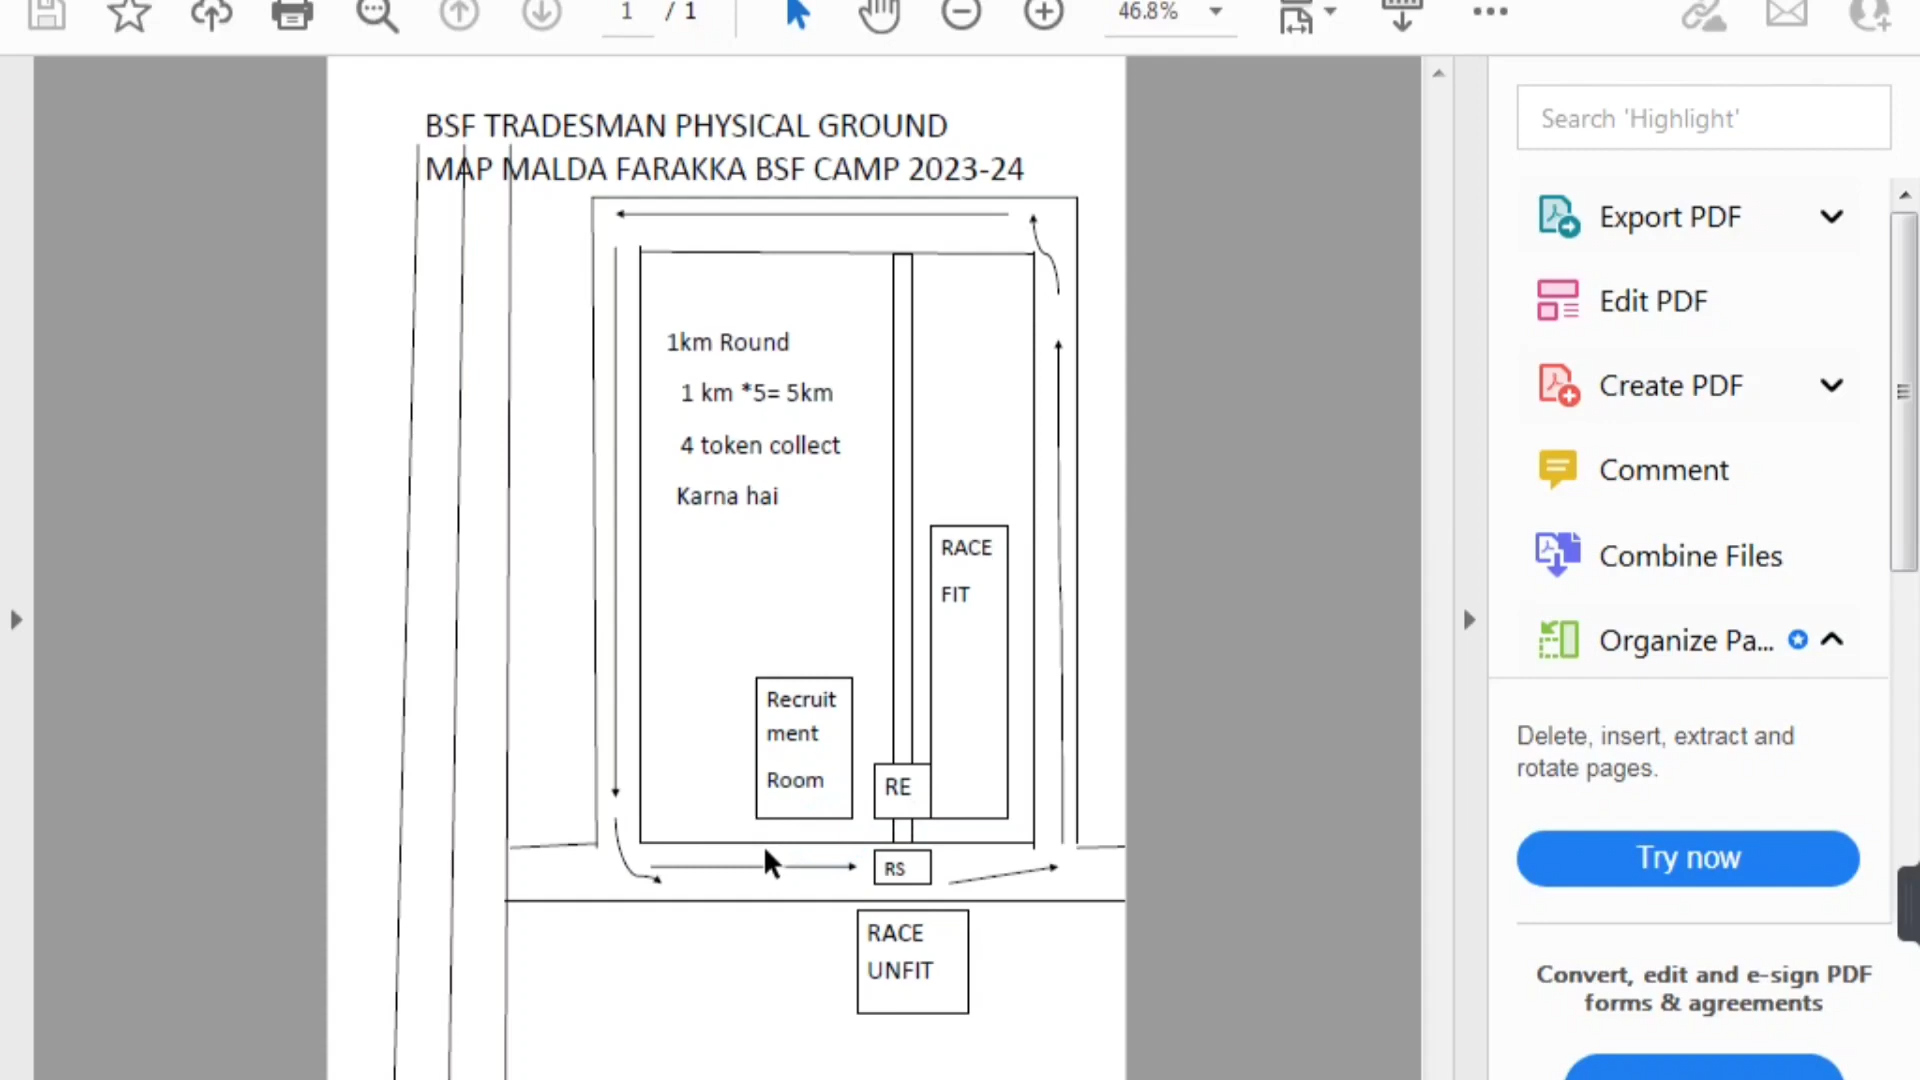 1 / 1
46.8%
BSF TRADESMAN PHYSICAL GROUND
MAP MALDA FARAKKA BSF CAMP 2023-24
1km Round
1 km *5= 5km
4 token collect
Karna hai
RACE
FIT
Recruit
ment
Room
RE
RS
RACE
UNFIT
Search 'Highlight'
Export PDF
Edit PDF
Create PDF
Comment
Combine Files
Organize Pa...
Delete, insert, extract and
rotate pages.
Try now
Convert, edit and e-sign PDF
forms & agreements